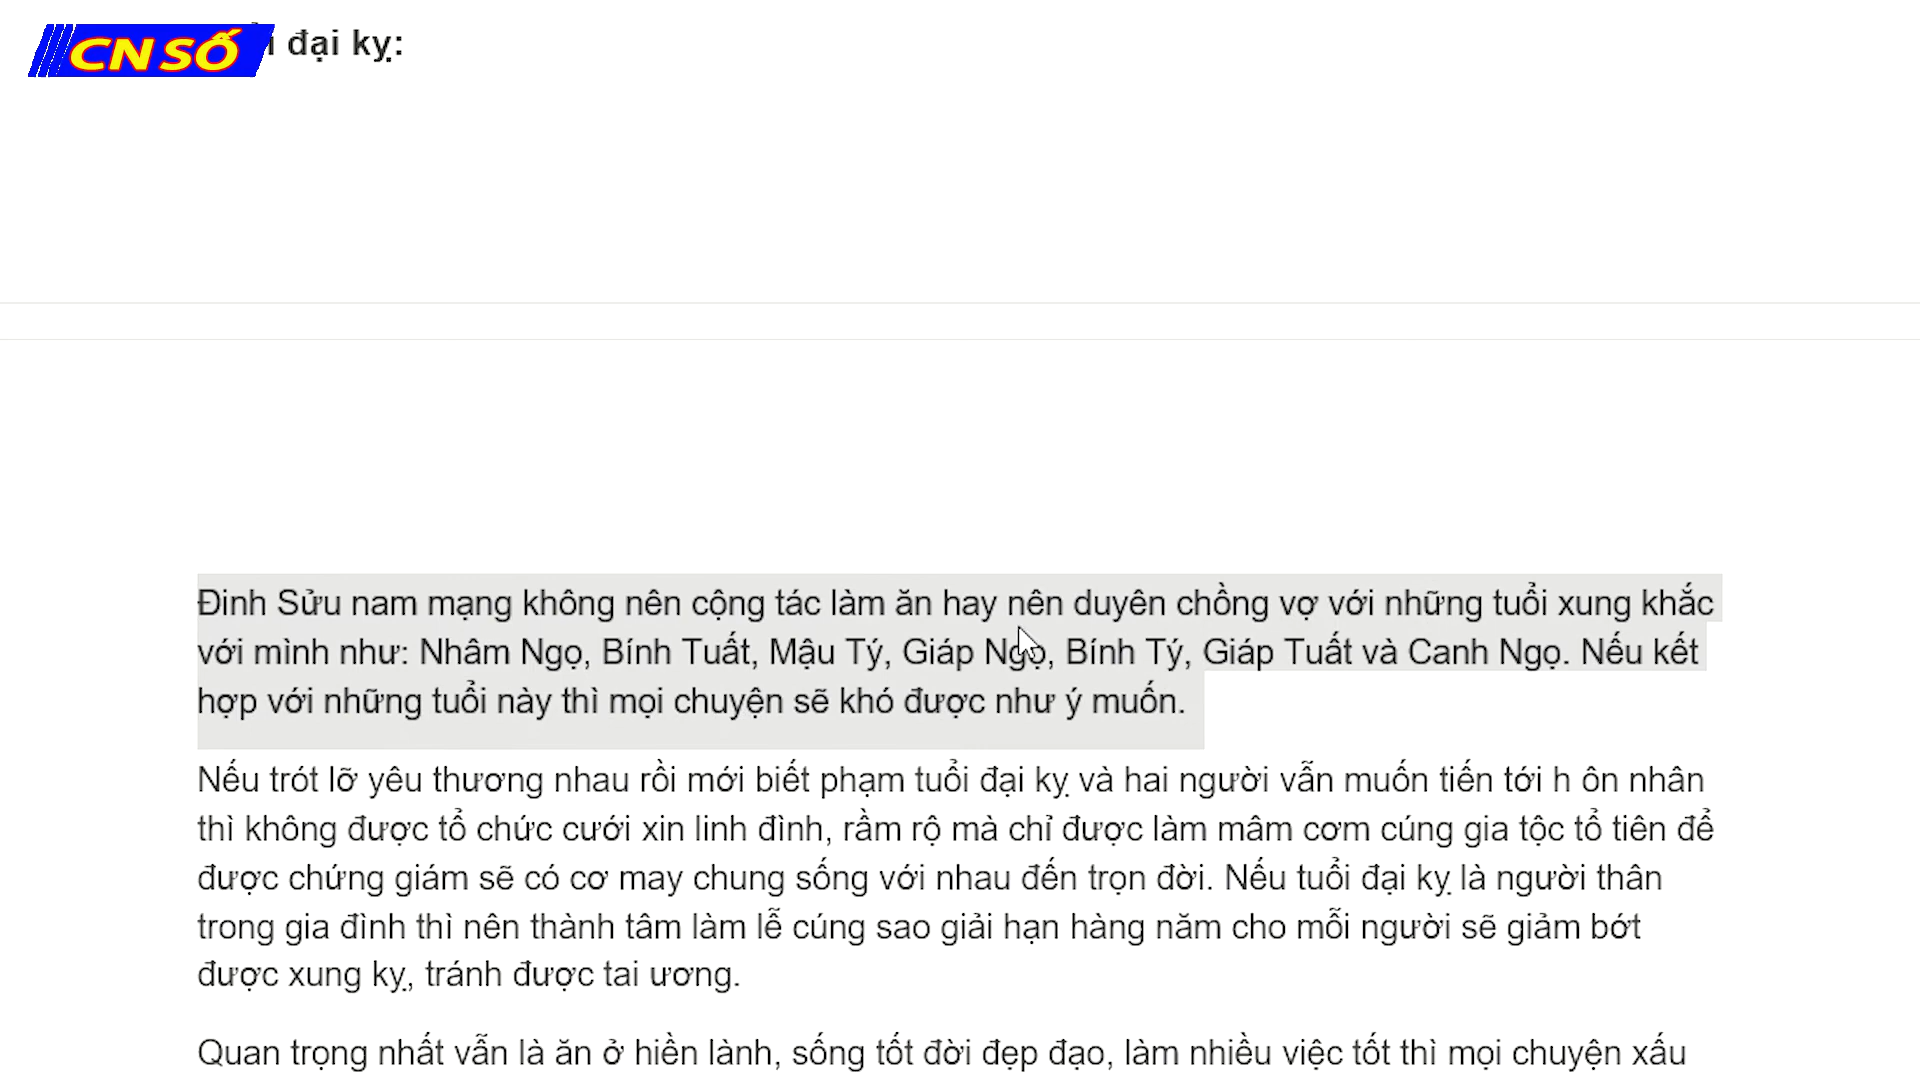 CN SỐ
đại kỵ:
Đinh Sửu nam mạng không nên cộng tác làm ăn hay nên duyên chồng vợ với những tuổi xung khắc
với mình như: Nhâm Ngọ, Bính Tuất, Mậu Tý, Giáp Ngọ, Bính Tý, Giáp Tuất và Canh Ngọ. Nếu kết
hợp với những tuổi này thì mọi chuyện sẽ khó được như ý muốn.
Nếu trót lỡ yêu thương nhau rồi mới biết phạm tuổi đại kỵ và hai người vẫn muốn tiến tới h ôn nhân
thì không được tổ chức cưới xin linh đình, rầm rộ mà chỉ được làm mâm cơm cúng gia tộc tổ tiên để
được chứng giám sẽ có cơ may chung sống với nhau đến trọn đời. Nếu tuổi đại kỵ là người thân
trong gia đình thì nên thành tâm làm lễ cúng sao giải hạn hàng năm cho mỗi người sẽ giảm bớt
được xung kỵ, tránh được tai ương.
Quan trọng nhất vẫn là ăn ở hiền lành, sống tốt đời đẹp đạo, làm nhiều việc tốt thì mọi chuyện xấu